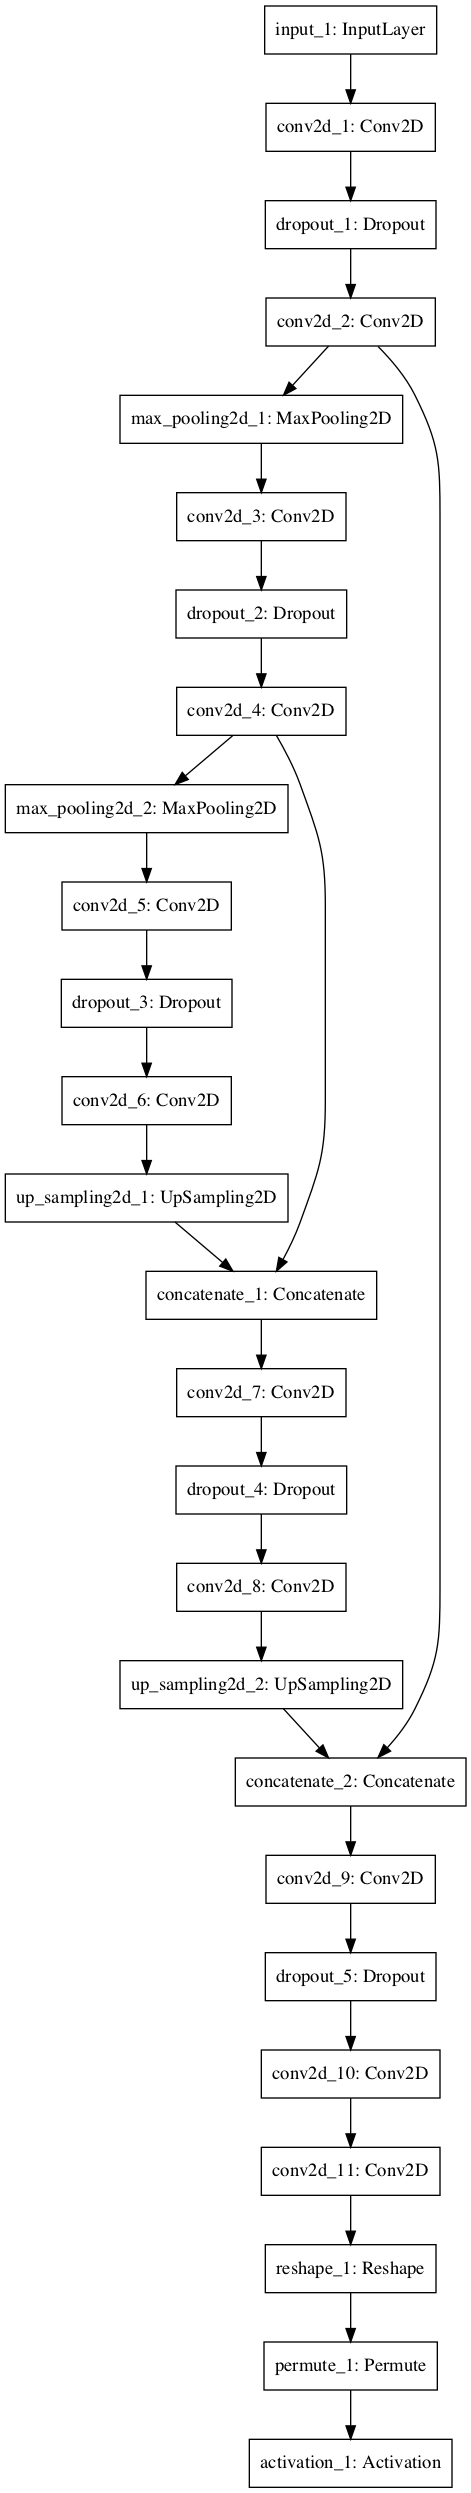 input_1: InputLayer
conv2d_1: Conv2D
dropout_1: Dropout
conv2d_2: Conv2D
max_pooling2d_1: MaxPooling2D
conv2d_3: Conv2D
dropout_2: Dropout
conv2d_4: Conv2D
max_pooling2d_2: MaxPooling2D
conv2d_5: Conv2D
dropout_3: Dropout
conv2d_6: Conv2D
up_sampling2d_1: UpSampling2D
concatenate_1: Concatenate
conv2d_7: Conv2D
dropout_4: Dropout
conv2d_8: Conv2D
up_sampling2d_2: UpSampling2D
concatenate_2: Concatenate
conv2d_9: Conv2D
dropout_5: Dropout
conv2d_10: Conv2D
conv2d_11: Conv2D
reshape_1: Reshape
permute_1: Permute
activation_1: Activation